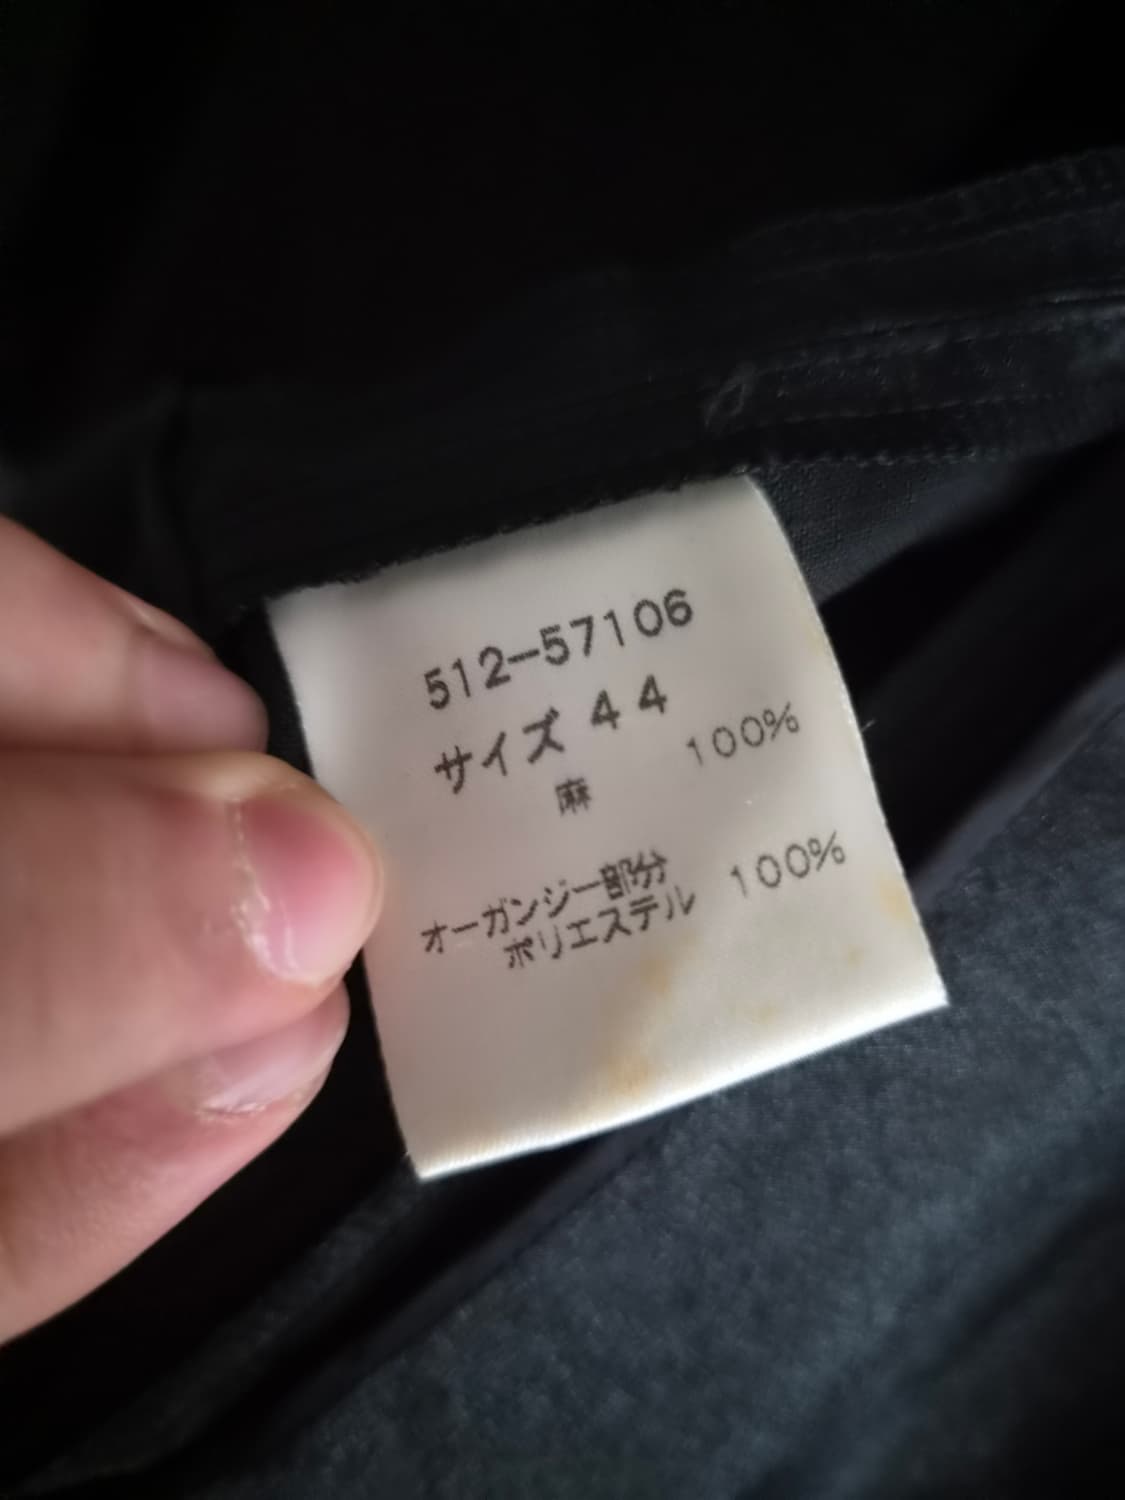 512-57106
サイズ 44
麻 100%
オーガンジー部分
ポリエステル 100%